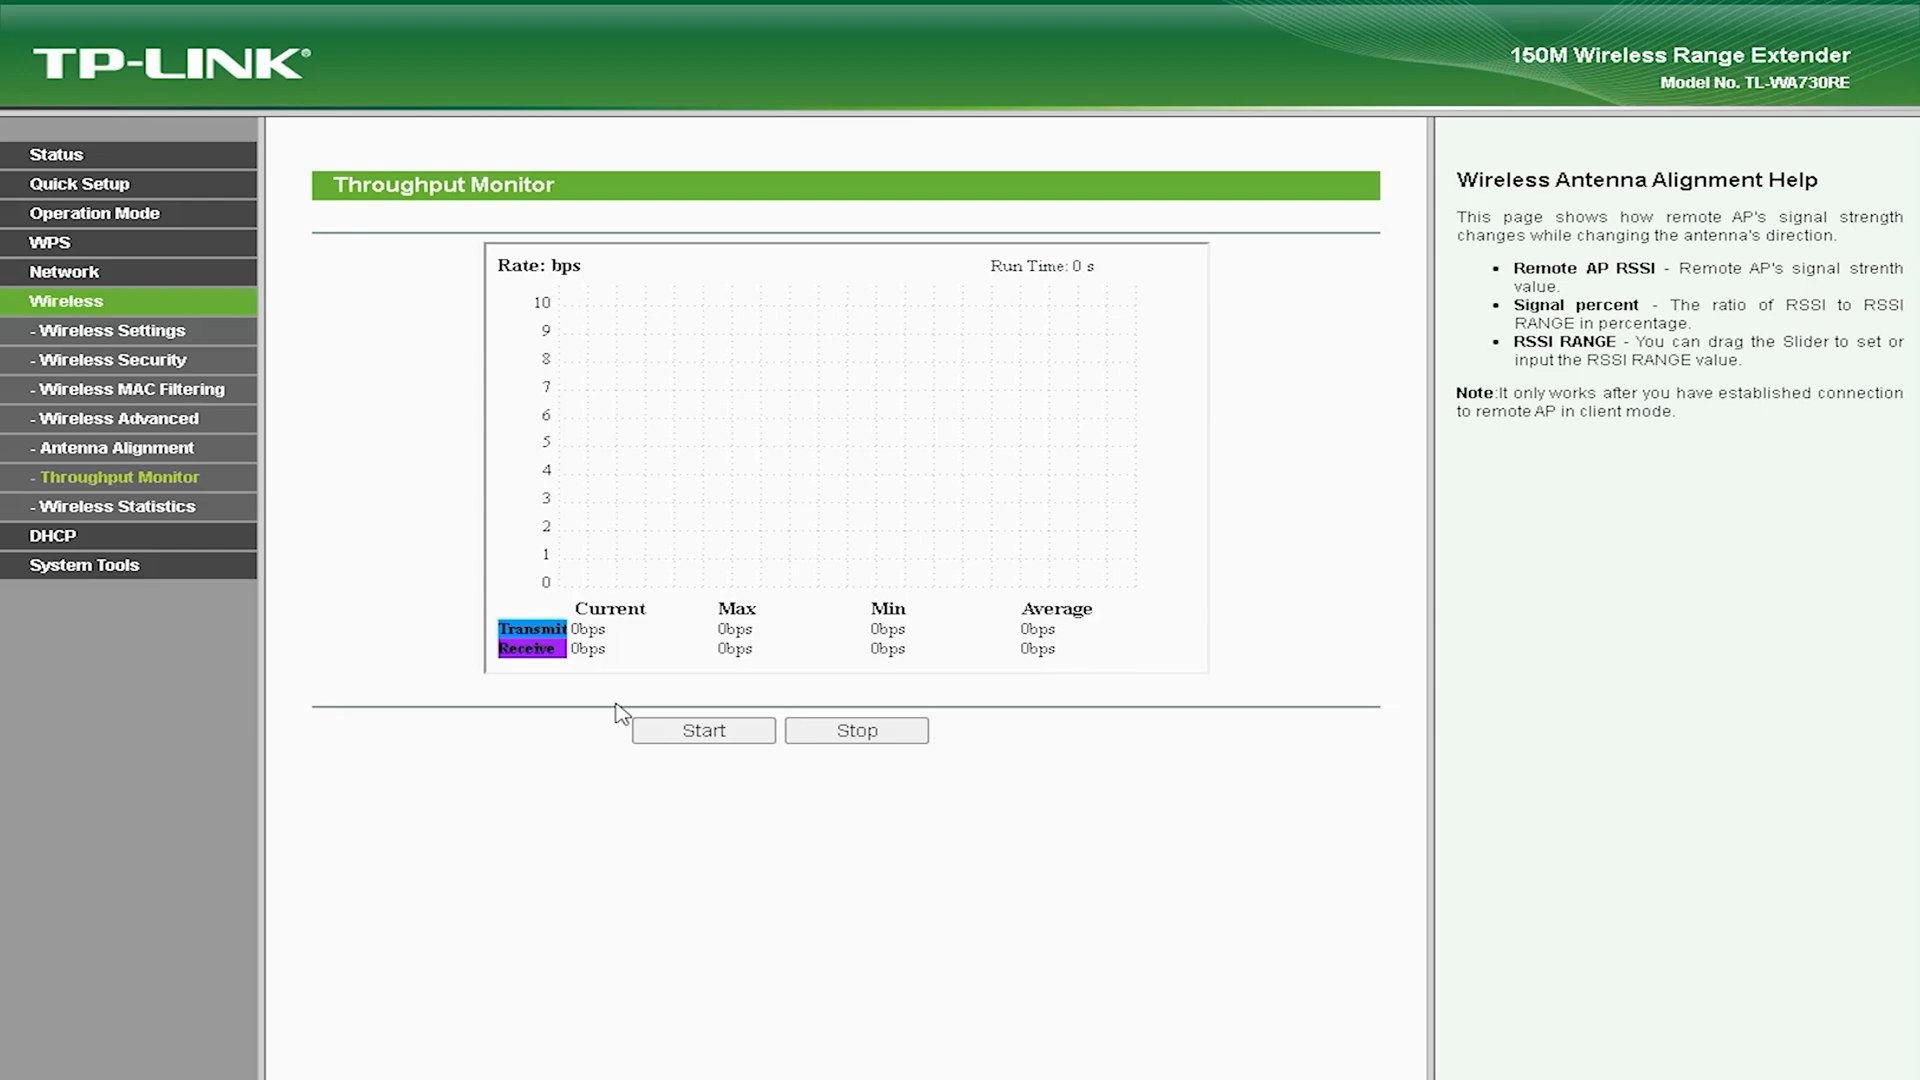 TP-LINK®
150M Wireless Range Extender
Model No. TL-WA730RE
Status
Quick Setup
Operation Mode
WPS
Network
Wireless
- Wireless Settings
- Wireless Security
- Wireless MAC Filtering
- Wireless Advanced
- Antenna Alignment
- Throughput Monitor
- Wireless Statistics
DHCP
System Tools
Throughput Monitor
Rate: bps
Run Time: 0 s
10
9
8
7
6
5
4
3
2
1
0
Current Max Min Average
Transmit 0bps 0bps 0bps 0bps
Receive 0bps 0bps 0bps 0bps
Start
Stop
Wireless Antenna Alignment Help
This page shows how remote AP's signal strength
changes while changing the antenna's direction.
• Remote AP RSSI - Remote AP's signal strenth
value.
• Signal percent - The ratio of RSSI to RSSI
RANGE in percentage.
• RSSI RANGE - You can drag the Slider to set or
input the RSSI RANGE value.
Note:It only works after you have established connection
to remote AP in client mode.